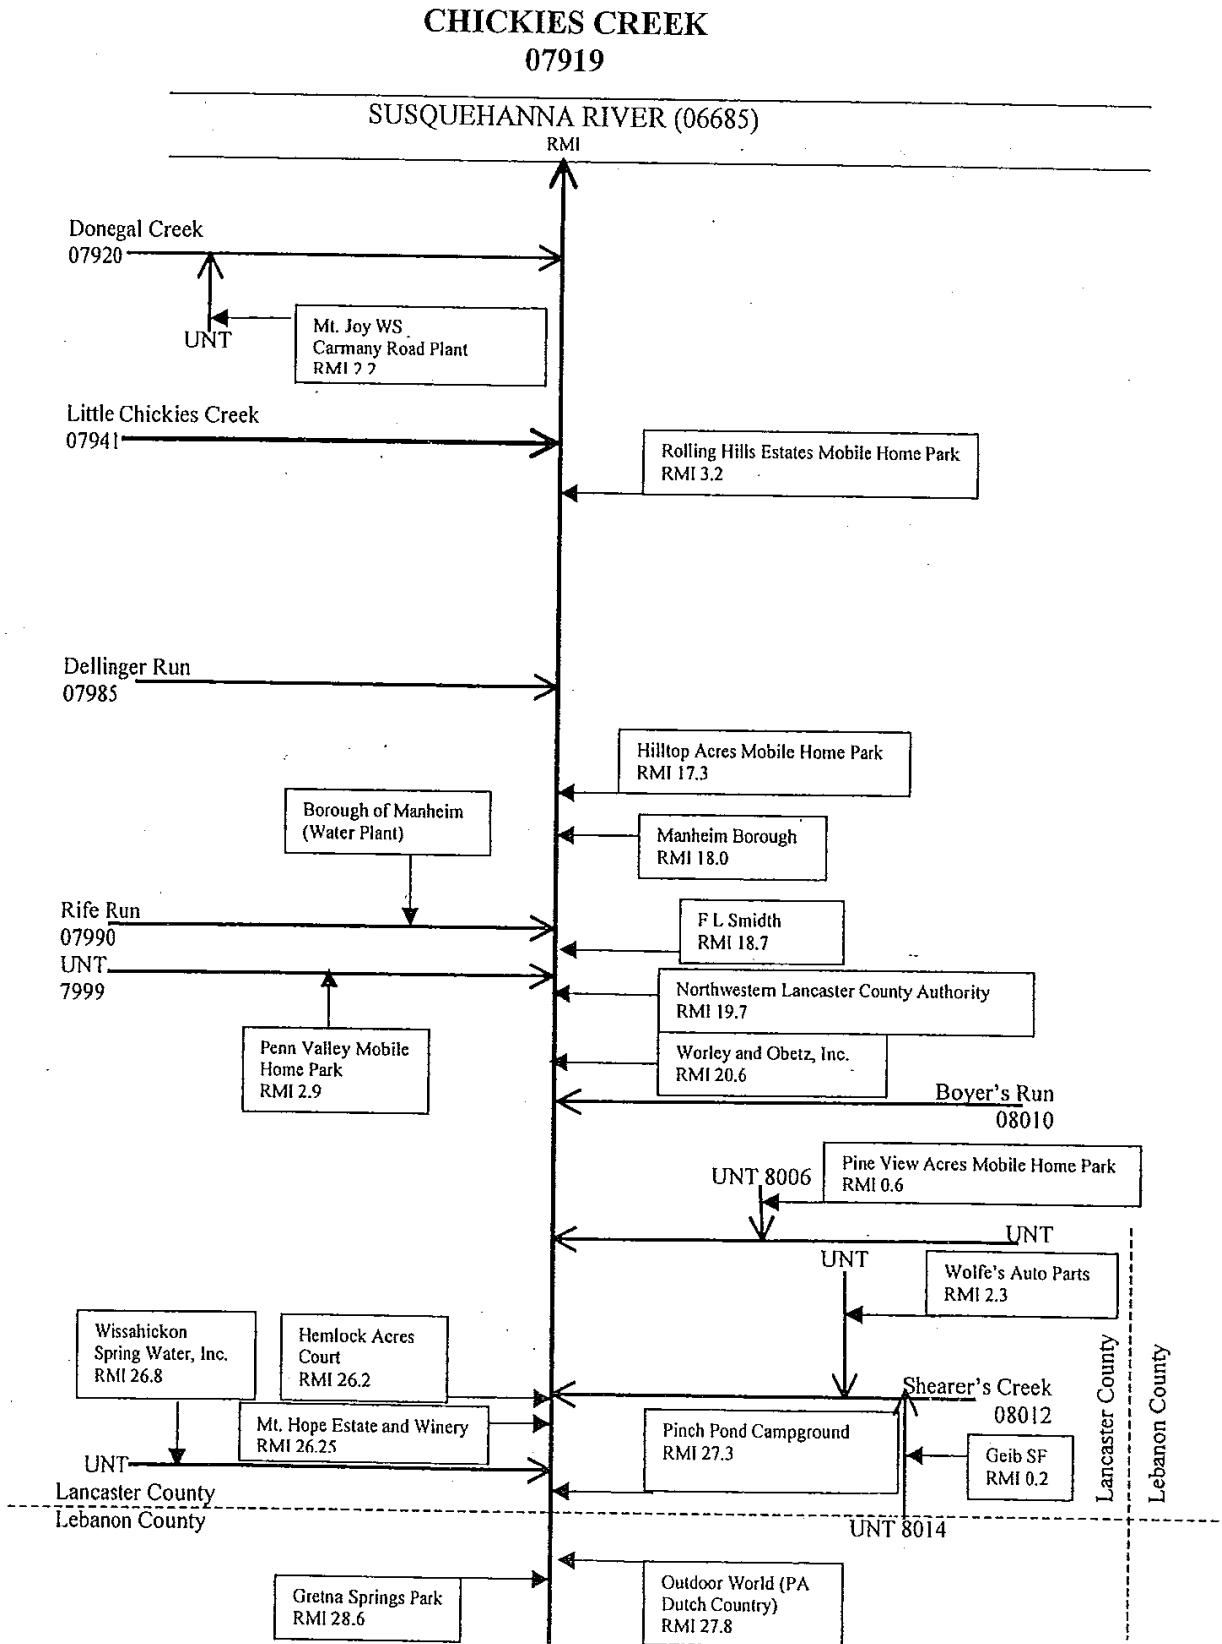 CHICKIES CREEK
07919
SUSQUEHANNA RIVER (06685)
RMI
Donegal Creek
07920
UNT
Mt. Joy WS
Carmany Road Plant
RMI 2.2
Little Chickies Creek
07941
Rolling Hills Estates Mobile Home Park
RMI 3.2
Dellinger Run
07985
Hilltop Acres Mobile Home Park
RMI 17.3
Borough of Manheim
(Water Plant)
Manheim Borough
RMI 18.0
Rife Run
07990
F L Smidth
RMI 18.7
UNT
7999
Northwestern Lancaster County Authority
RMI 19.7
Penn Valley Mobile
Home Park
RMI 2.9
Worley and Obetz, Inc.
RMI 20.6
Boyer's Run
08010
UNT 8006
Pine View Acres Mobile Home Park
RMI 0.6
UNT
UNT
Wolfe's Auto Parts
RMI 2.3
Wissahickon
Spring Water, Inc.
RMI 26.8
Hemlock Acres
Court
RMI 26.2
Shearer's Creek
08012
Mt. Hope Estate and Winery
RMI 26.25
Pinch Pond Campground
RMI 27.3
Geib SF
RMI 0.2
Lancaster County
Lebanon County
UNT
Lancaster County
Lebanon County
UNT 8014
Gretna Springs Park
RMI 28.6
Outdoor World (PA
Dutch Country)
RMI 27.8